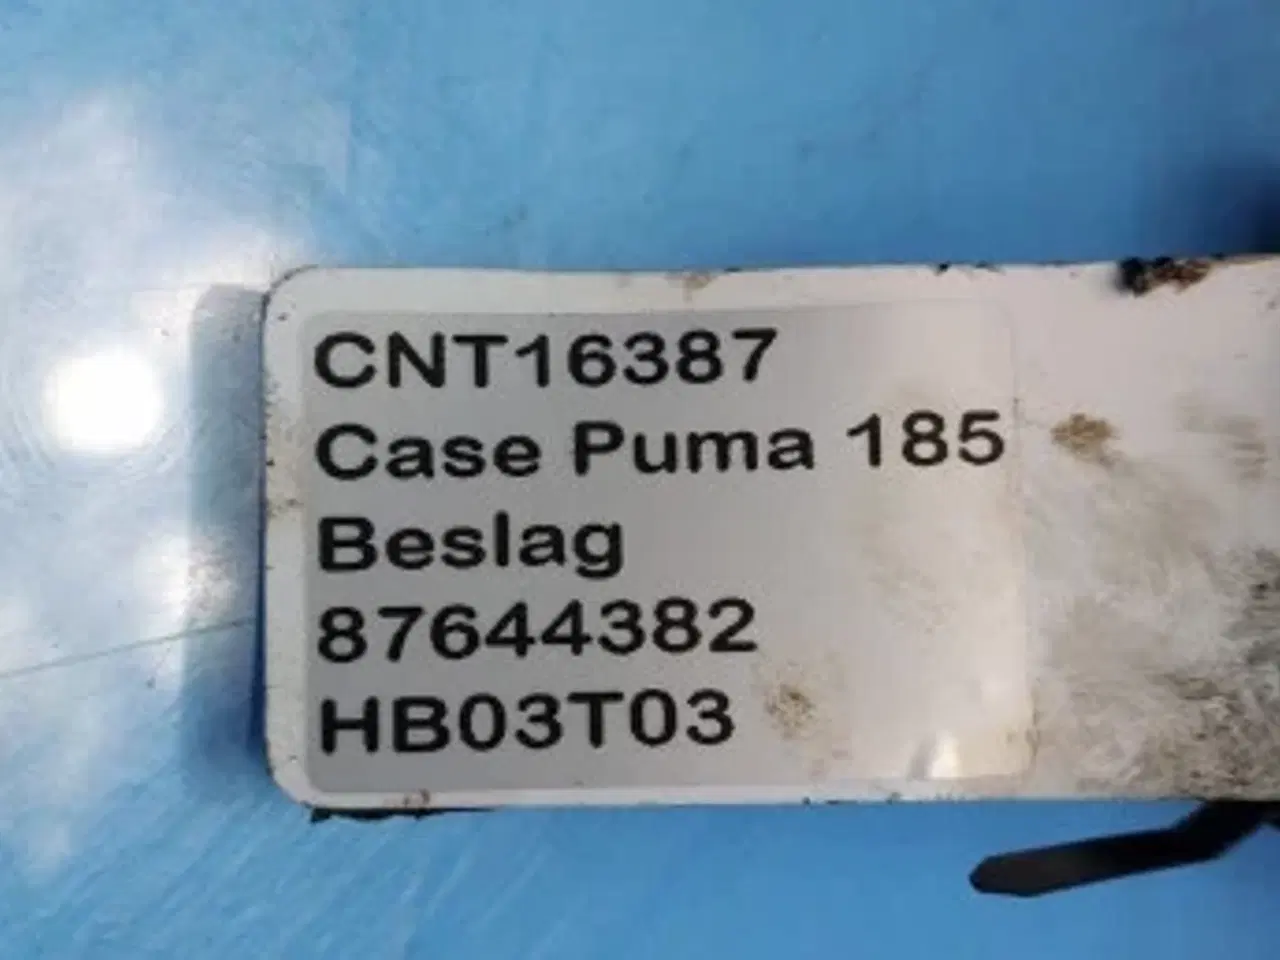 CNT16387
Case Puma 185
Beslag
87644382
HB03T03